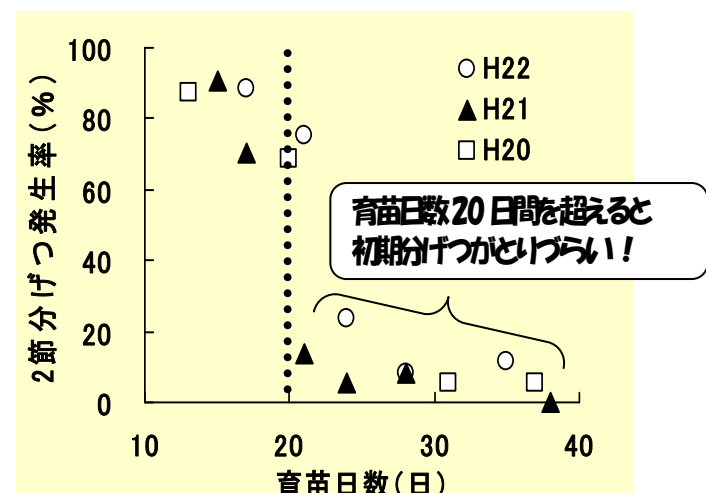 100
80
60
40
20
0
2節分げつ発生率(%)
H22
H21
H20
育苗日数20日間を超えると
初期分げつがとりづらい！
10 20 30 40
育苗日数(日)